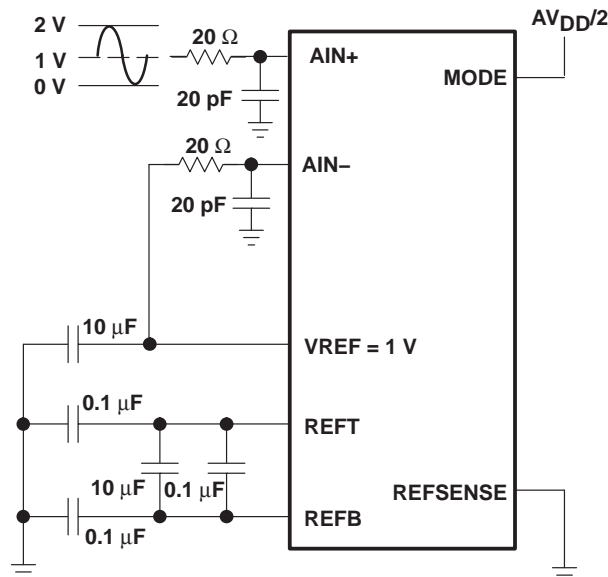 2 V
1 V
0 V
20 Ω
20 pF
AIN+
AV_DD/2
MODE
20 Ω
20 pF
AIN−
10 μF
VREF = 1 V
0.1 μF
REFT
10 μF
0.1 μF
REFSENSE
REFB
0.1 μF